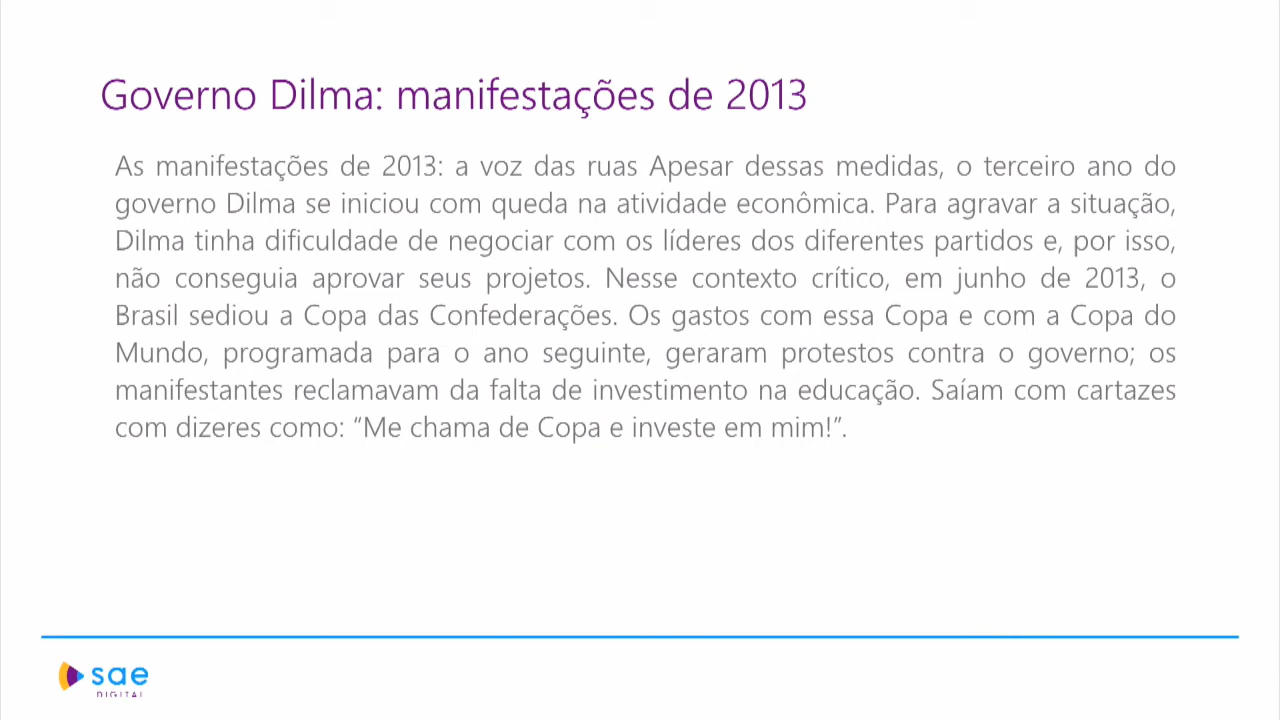 Governo Dilma: manifestações de 2013
As manifestações de 2013: a voz das ruas Apesar dessas medidas, o terceiro ano do
governo Dilma se iniciou com queda na atividade econômica. Para agravar a situação,
Dilma tinha dificuldade de negociar com os líderes dos diferentes partidos e, por isso,
não conseguia aprovar seus projetos. Nesse contexto crítico, em junho de 2013, o
Brasil sediou a Copa das Confederações. Os gastos com essa Copa e com a Copa do
Mundo, programada para o ano seguinte, geraram protestos contra o governo; os
manifestantes reclamavam da falta de investimento na educação. Saíam com cartazes
com dizeres como: “Me chama de Copa e investe em mim!”.
sae
DIGITAL